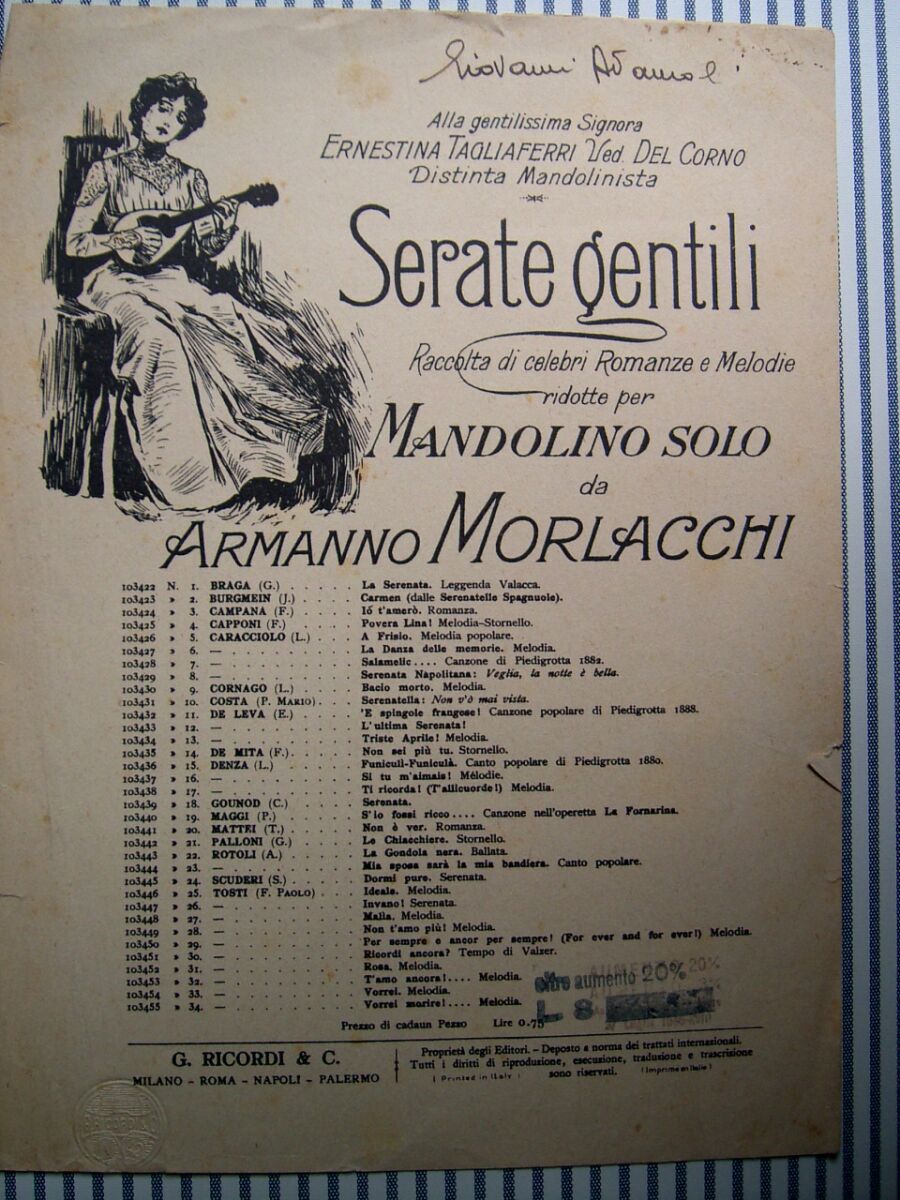 Giovanni Adamoli
Alla gentilissima Signora
ERNESTINA TAGLIAFERRI Ved. DEL CORNO
Distinta Mandolinista
Serate gentili
Raccolta di celebri Romanze e Melodie
ridotte per
MANDOLINO SOLO
da
ARMANNO MORLACCHI
103422 N. 1. BRAGA (G.) . . . . . La Serenata. Leggenda Valacca.
103423 » 2. BURGMEIN (J.) . . . . Carmen (dalle Serenatelle Spagnuole).
103424 » 3. CAMPANA (F.) . . . . Io t'amerò. Romanza.
103425 » 4. CAPPONI (F.) . . . . Povera Lina! Melodia-Stornello.
103426 » 5. CARACCIOLO (L.) . . . A Frisio. Melodia popolare.
103427 » 6. — . . . . . . . . La Danza delle memorie. Melodia.
103428 » 7. — . . . . . . . . Salamelic.... Canzone di Piedigrotta 1882.
103429 » 8. — . . . . . . . . Serenata Napolitana: Veglia, la notte è bella.
103430 » 9. CORNAGO (L.) . . . . Bacio morto. Melodia.
103431 » 10. COSTA (P. MARIO) . . . Serenatella: Non v'ò mai vista.
103432 » 11. DE LEVA (E.) . . . . . 'E spingole frangese! Canzone popolare di Piedigrotta 1888.
103433 » 12. — . . . . . . . . L'ultima Serenata!
103434 » 13. — . . . . . . . . Triste Aprile! Melodia.
103435 » 14. DE MITA (F.) . . . . . Non sei più tu. Stornello.
103436 » 15. DENZA (L.) . . . . . . Funiculì-Funiculà. Canto popolare di Piedigrotta 1880.
103437 » 16. — . . . . . . . . Si tu m'aimais! Mélodie.
103438 » 17. — . . . . . . . . Ti ricorda! (T'allicuorde!) Melodia.
103439 » 18. GOUNOD (C.) . . . . . Serenata.
103440 » 19. MAGGI (P.) . . . . . . S'io fossi ricco.... Canzone nell'operetta La Fornarina.
103441 » 20. MATTEI (T.) . . . . . Non è ver. Romanza.
103442 » 21. PALLONI (G.) . . . . . Le Chiacchiere. Stornello.
103443 » 22. ROTOLI (A.) . . . . . La Gondola nera. Ballata.
103444 » 23. — . . . . . . . . Mia sposa sarà la mia bandiera. Canto popolare.
103445 » 24. SCUDERI (S.) . . . . . Dormi pure. Serenata.
103446 » 25. TOSTI (F. PAOLO) . . . Ideale. Melodia.
103447 » 26. — . . . . . . . . Invano! Serenata.
103448 » 27. — . . . . . . . . Malìa. Melodia.
103449 » 28. — . . . . . . . . Non t'amo più! Melodia.
103450 » 29. — . . . . . . . . Per sempre e ancor per sempre! (For ever and for ever!) Melodia.
103451 » 30. — . . . . . . . . Ricordi ancora? Tempo di Valzer.
103452 » 31. — . . . . . . . . Rosa. Melodia.
103453 » 32. — . . . . . . . . T'amo ancora!.... Melodia.
103454 » 33. — . . . . . . . . Vorrei. Melodia.
103455 » 34. — . . . . . . . . Vorrei morire!.... Melodia.
oltre aumento 20%
L 8
Prezzo di cadaun Pezzo Lire 0.75
G. RICORDI & C.
MILANO - ROMA - NAPOLI - PALERMO
Proprietà degli Editori. - Deposto a norma dei trattati internazionali.
Tutti i diritti di riproduzione, esecuzione, traduzione e trascrizione
sono riservati.
(Printed in Italy) (Imprimé en Italie)